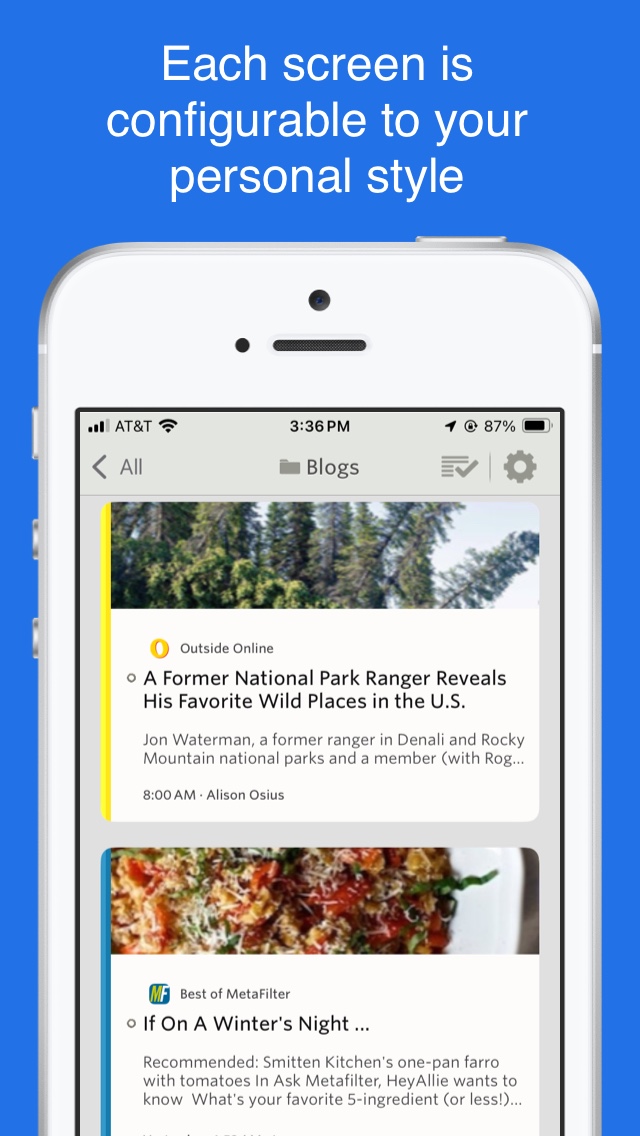 Each screen is
configurable to your
personal style
AT&T 3:36 PM 87%
All Blogs
Outside Online
A Former National Park Ranger Reveals
His Favorite Wild Places in the U.S.
Jon Waterman, a former ranger in Denali and Rocky
Mountain national parks and a member (with Rog...
8:00 AM · Alison Osius
MF Best of MetaFilter
If On A Winter's Night ...
Recommended: Smitten Kitchen's one-pan farro
with tomatoes In Ask Metafilter, HeyAllie wants to
know  What's your favorite 5-ingredient (or less!)...